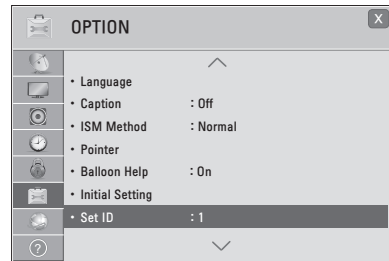 OPTION X
• Language
• Caption : Off
• ISM Method : Normal
• Pointer
• Balloon Help : On
• Initial Setting
• Set ID : 1
?